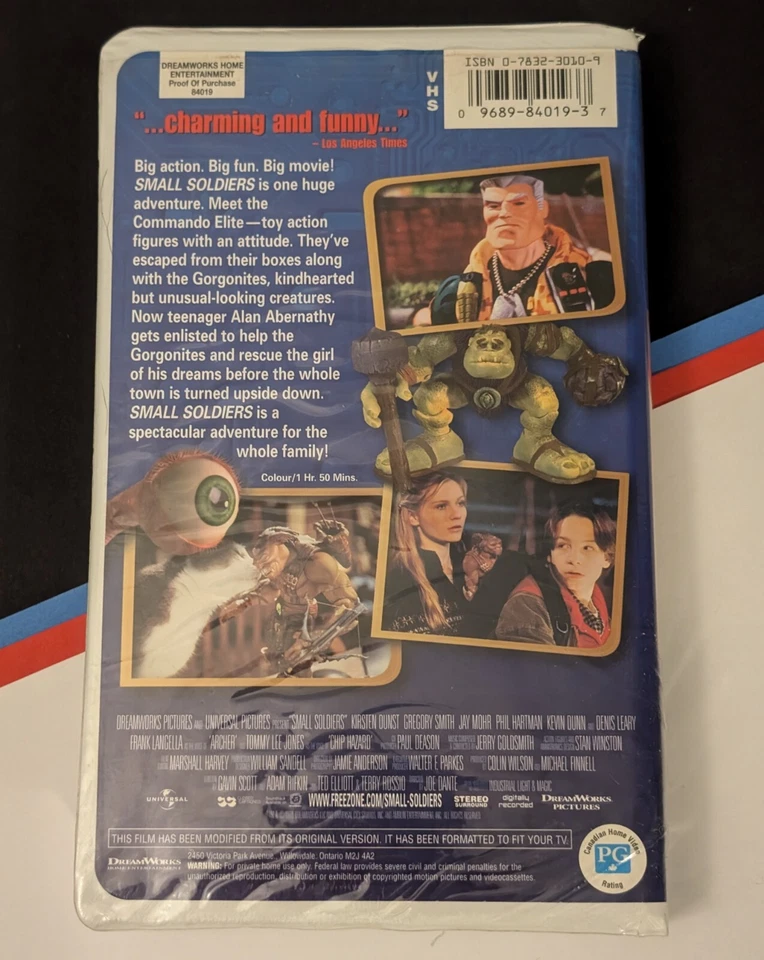 DREAMWORKS HOME
ENTERTAINMENT
Proof Of Purchase
84019
VHS
ISBN 0-7832-3010-9
0 9689-84019-3 7
"...charming and funny..."
– Los Angeles Times
Big action. Big fun. Big movie!
SMALL SOLDIERS is one huge
adventure. Meet the
Commando Elite—toy action
figures with an attitude. They've
escaped from their boxes along
with the Gorgonites, kindhearted
but unusual-looking creatures.
Now teenager Alan Abernathy
gets enlisted to help the
Gorgonites and rescue the girl
of his dreams before the whole
town is turned upside down.
SMALL SOLDIERS is a
spectacular adventure for the
whole family!
Colour/1 Hr. 50 Mins.
DREAMWORKS PICTURES AND UNIVERSAL PICTURES PRESENT "SMALL SOLDIERS" KIRSTEN DUNST GREGORY SMITH JAY MOHR PHIL HARTMAN KEVIN DUNN AND DENIS LEARY
FRANK LANGELLA "ARCHER" TOMMY LEE JONES "CHIP HAZARD" PAUL DEASON JERRY GOLDSMITH STAN WINSTON
MARSHALL HARVEY WILLIAM SANDELL JAMIE ANDERSON WALTER F. PARKES COLIN WILSON AND MICHAEL FINNELL
GAVIN SCOTT ADAM RIFKIN TED ELLIOTT & TERRY ROSSIO JOE DANTE INDUSTRIAL LIGHT & MAGIC
UNIVERSAL WWW.FREEZONE.COM/SMALL-SOLDIERS STEREO SURROUND digitally recorded DREAMWORKS PICTURES
THIS FILM HAS BEEN MODIFIED FROM ITS ORIGINAL VERSION. IT HAS BEEN FORMATTED TO FIT YOUR TV.
DREAMWORKS
HOME ENTERTAINMENT
2450 Victoria Park Avenue. Willowdale. Ontario M2J 4A2
WARNING: For private home use only. Federal law provides severe civil and criminal penalties for the
unauthorized reproduction, distribution or exhibition of copyrighted motion pictures and videocassettes.
Canadian Home Video
PG
Rating